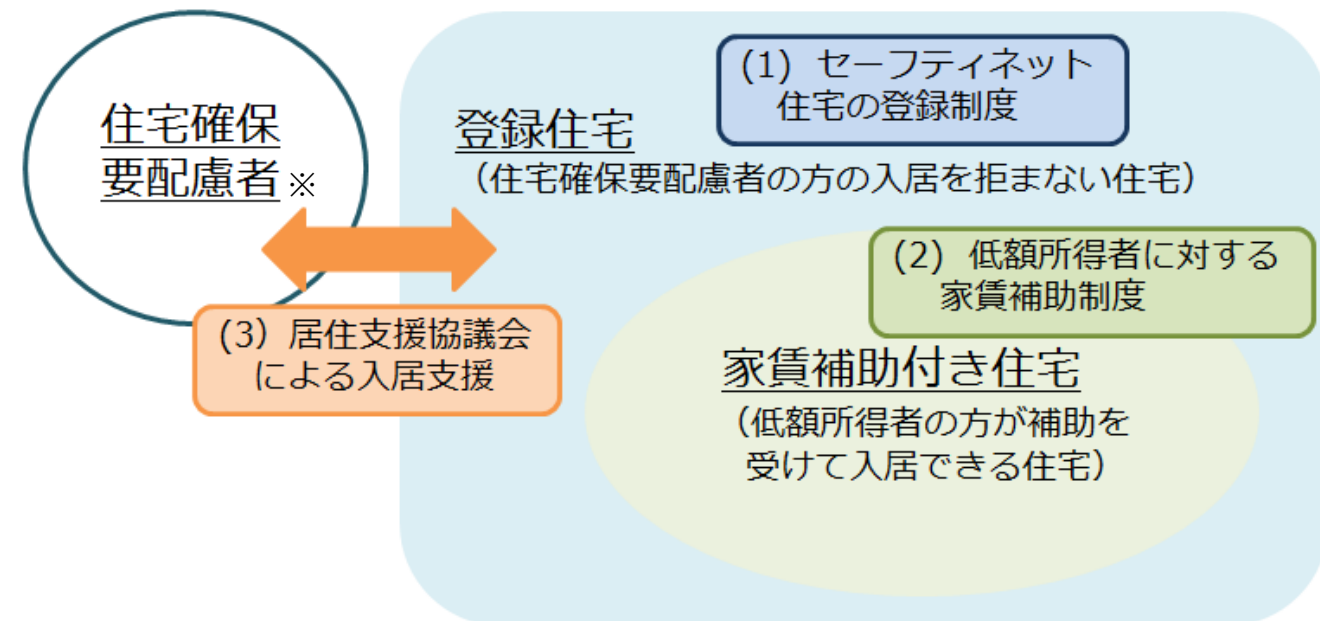 住宅確保
要配慮者※
(1) セーフティネット
住宅の登録制度
登録住宅
（住宅確保要配慮者の方の入居を拒まない住宅）
(2) 低額所得者に対する
家賃補助制度
(3) 居住支援協議会
による入居支援
家賃補助付き住宅
（低額所得者の方が補助を
受けて入居できる住宅）